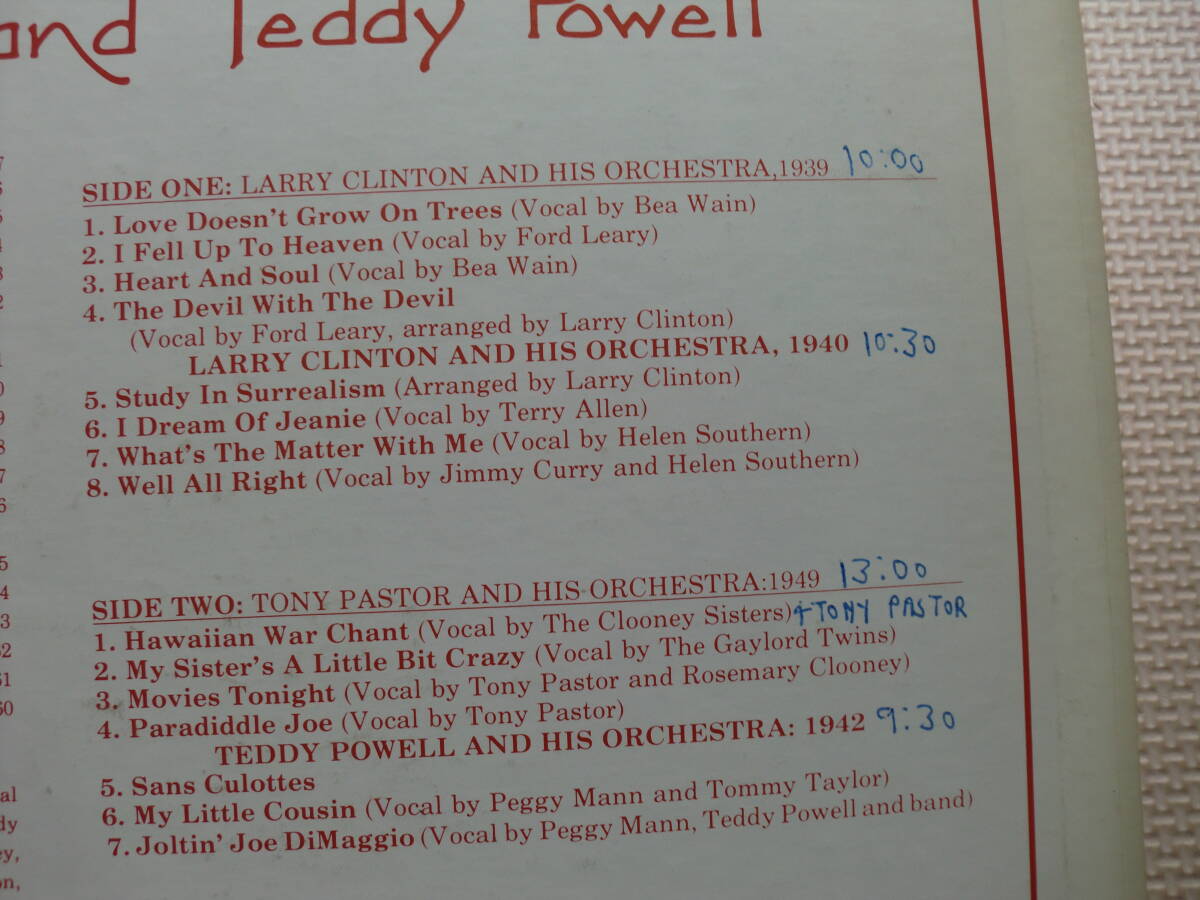 and Teddy Powell
SIDE ONE: LARRY CLINTON AND HIS ORCHESTRA,1939 10:00
1. Love Doesn't Grow On Trees (Vocal by Bea Wain)
2. I Fell Up To Heaven (Vocal by Ford Leary)
3. Heart And Soul (Vocal by Bea Wain)
4. The Devil With The Devil
(Vocal by Ford Leary, arranged by Larry Clinton)
LARRY CLINTON AND HIS ORCHESTRA, 1940 10:30
5. Study In Surrealism (Arranged by Larry Clinton)
6. I Dream Of Jeanie (Vocal by Terry Allen)
7. What's The Matter With Me (Vocal by Helen Southern)
8. Well All Right (Vocal by Jimmy Curry and Helen Southern)
SIDE TWO: TONY PASTOR AND HIS ORCHESTRA:1949 13:00
1. Hawaiian War Chant (Vocal by The Clooney Sisters) + TONY PASTOR
2. My Sister's A Little Bit Crazy (Vocal by The Gaylord Twins)
3. Movies Tonight (Vocal by Tony Pastor and Rosemary Clooney)
4. Paradiddle Joe (Vocal by Tony Pastor)
TEDDY POWELL AND HIS ORCHESTRA: 1942 9:30
5. Sans Culottes
6. My Little Cousin (Vocal by Peggy Mann and Tommy Taylor)
7. Joltin' Joe DiMaggio (Vocal by Peggy Mann, Teddy Powell and band)